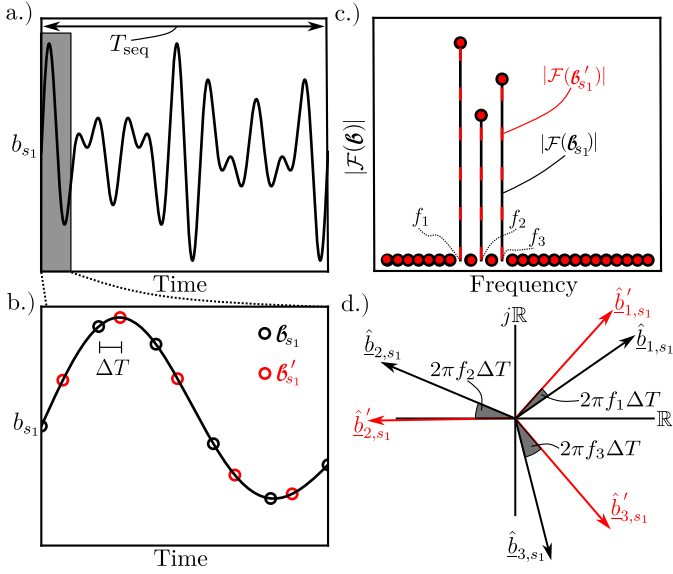 a.)
T_seq
b_{s_1}
Time
b.)
𝓑_{s_1}
𝓑′_{s_1}
ΔT
b_{s_1}
Time
c.)
|ℱ(𝓑)|
|ℱ(𝓑′_{s_1})|
|ℱ(𝓑_{s_1})|
f_1
f_2
f_3
Frequency
d.)
jℝ
ℝ
b̲̂′_{1,s_1}
b̲̂_{1,s_1}
b̲̂_{2,s_1}
2πf_2ΔT
2πf_1ΔT
b̲̂′_{2,s_1}
2πf_3ΔT
b̲̂′_{3,s_1}
b̲̂_{3,s_1}